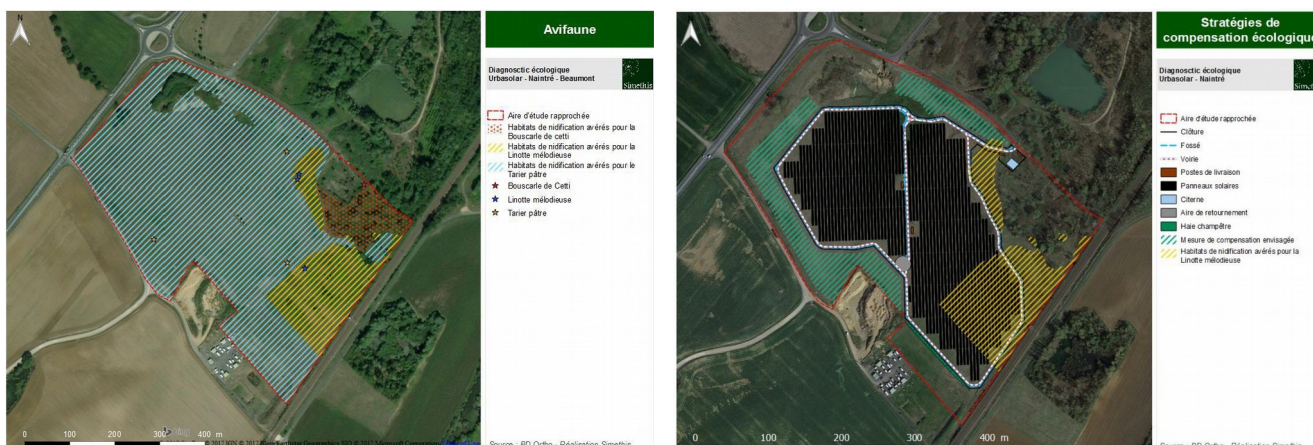 Avifaune
Diagnosctic écologique
Urbasolar - Naintré - Beaumont
Simethis
Aire d'étude rapprochée
Habitats de nidification avérés pour la
Bouscarle de cetti
Habitats de nidification avérés pour la
Linotte mélodieuse
Habitats de nidification avérés pour le
Tarier pâtre
Bouscarle de Cetti
Linotte mélodieuse
Tarier pâtre
N
0 100 200 300 400 m
Source : BD Ortho - Réalisation Simethis
Stratégies de
compensation écologique
Diagnosctic écologique
Urbasolar - Naintré
Simet
Aire d'étude rapprochée
Clôture
Fossé
Voirie
Postes de livraison
Panneaux solaires
Citerne
Aire de retournement
Haie champêtre
Mesure de compensation envisagée
Habitats de nidification avérés pour la
Linotte mélodieuse
0 100 200 300 400 m